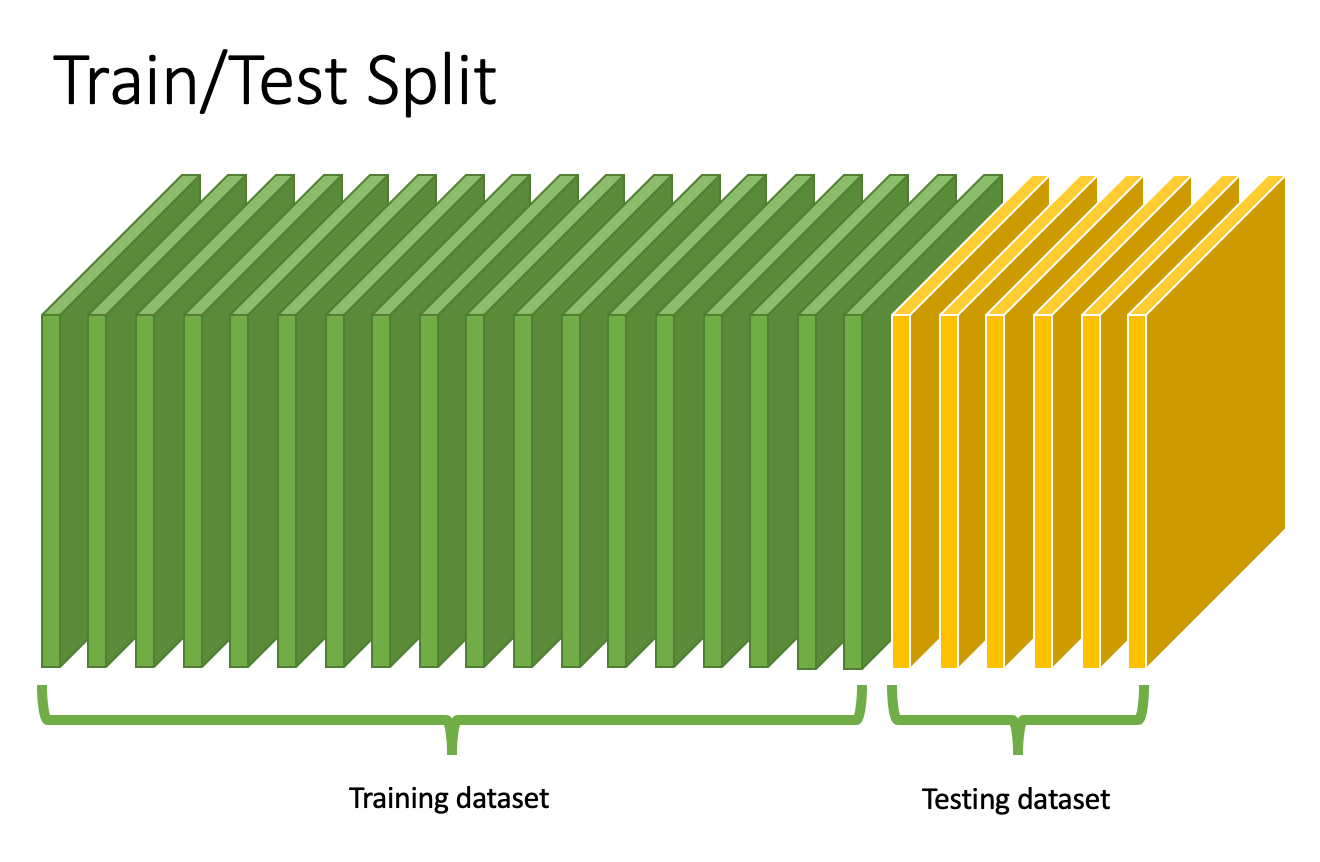 Train/Test Split
Training dataset
Testing dataset